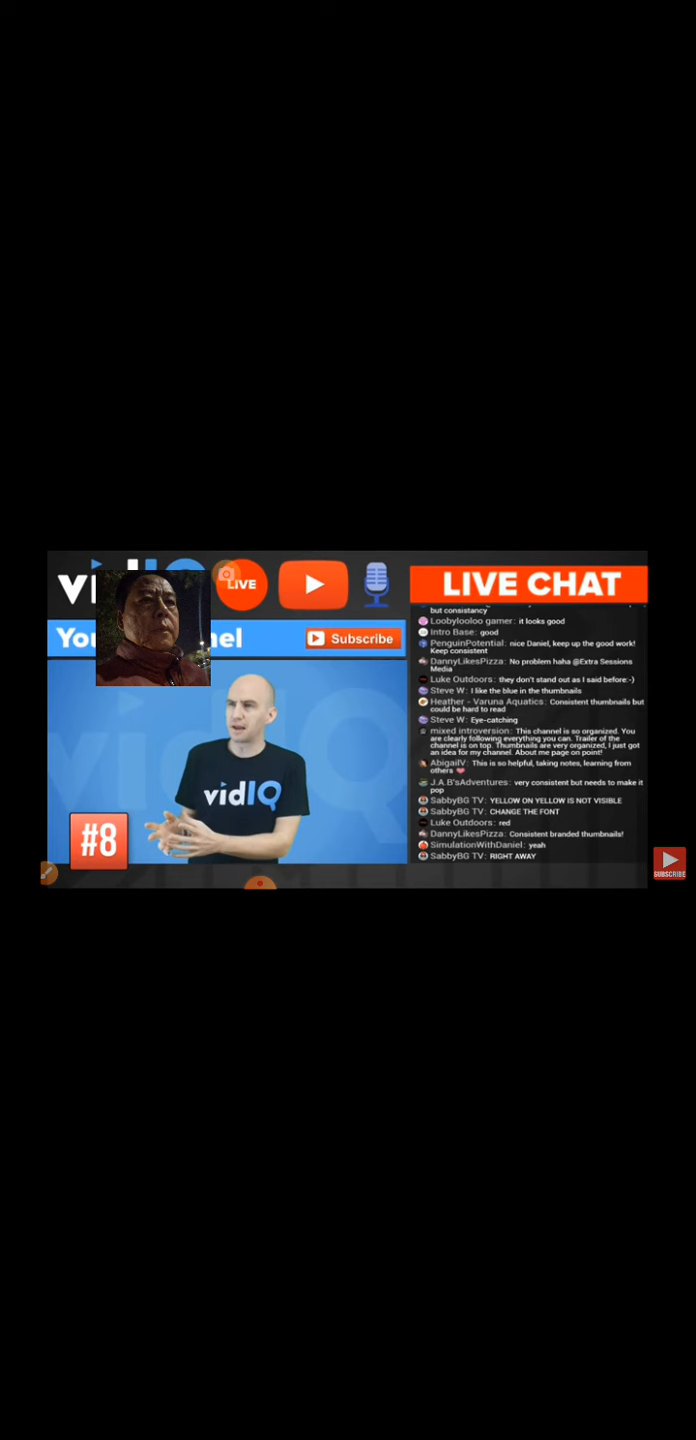 vidIQ
LIVE
LIVE CHAT
Subscribe
vidIQ
#8
SUBSCRIBE
but consistancy
Loobylooloo gamer: it looks good
Intro Base: good
PenguinPotential: nice Daniel, keep up the good work!
Keep consistent
DannyLikesPizza: No problem haha @Extra Sessions
Media
Luke Outdoors: they don't stand out as I said before:-)
Steve W: I like the blue in the thumbnails
Heather - Varuna Aquatics: Consistent thumbnails but
could be hard to read
Steve W: Eye-catching
mixed introversion: This channel is so organized. You
are clearly following everything you can. Trailer of the
channel is on top. Thumbnails are very organized, I just got
an idea for my channel. About me page on point!
AbigailV: This is so helpful, taking notes, learning from
others
J.A.B'sAdventures: very consistent but needs to make it
pop
SabbyBG TV: YELLOW ON YELLOW IS NOT VISIBLE
SabbyBG TV: CHANGE THE FONT
Luke Outdoors: red
DannyLikesPizza: Consistent branded thumbnails!
SimulationWithDaniel: yeah
SabbyBG TV: RIGHT AWAY